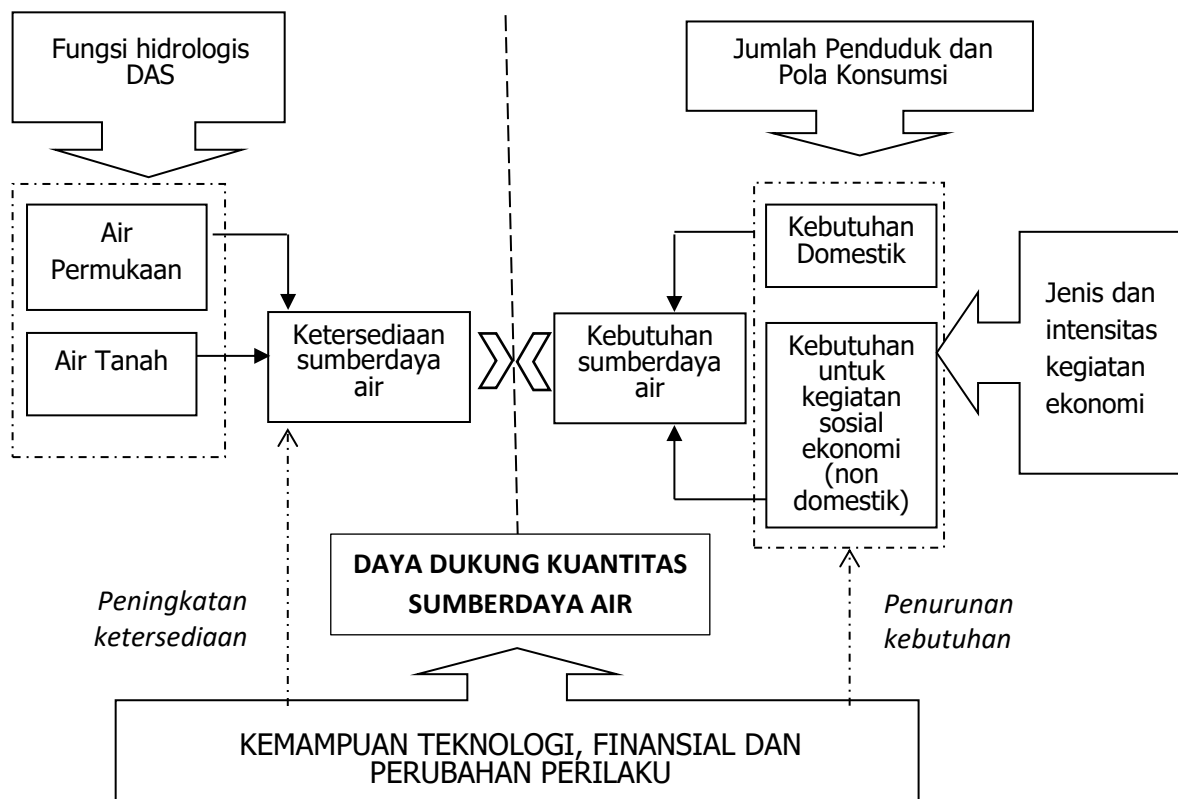 Fungsi hidrologis
DAS
Jumlah Penduduk dan
Pola Konsumsi
Air
Permukaan
Air Tanah
Ketersediaan
sumberdaya
air
Kebutuhan
sumberdaya
air
Kebutuhan
Domestik
Kebutuhan
untuk
kegiatan
sosial
ekonomi
(non
domestik)
Jenis dan
intensitas
kegiatan
ekonomi
DAYA DUKUNG KUANTITAS
SUMBERDAYA AIR
Peningkatan
ketersediaan
Penurunan
kebutuhan
KEMAMPUAN TEKNOLOGI, FINANSIAL DAN
PERUBAHAN PERILAKU